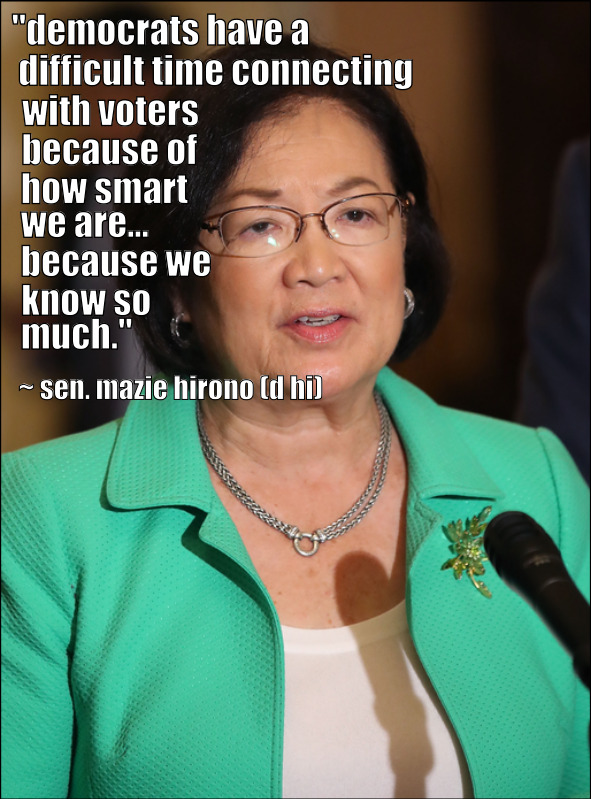 "democrats have a
difficult time connecting
with voters
because of
how smart
we are...
because we
know so
much."
~ sen. mazie hirono (d hi)